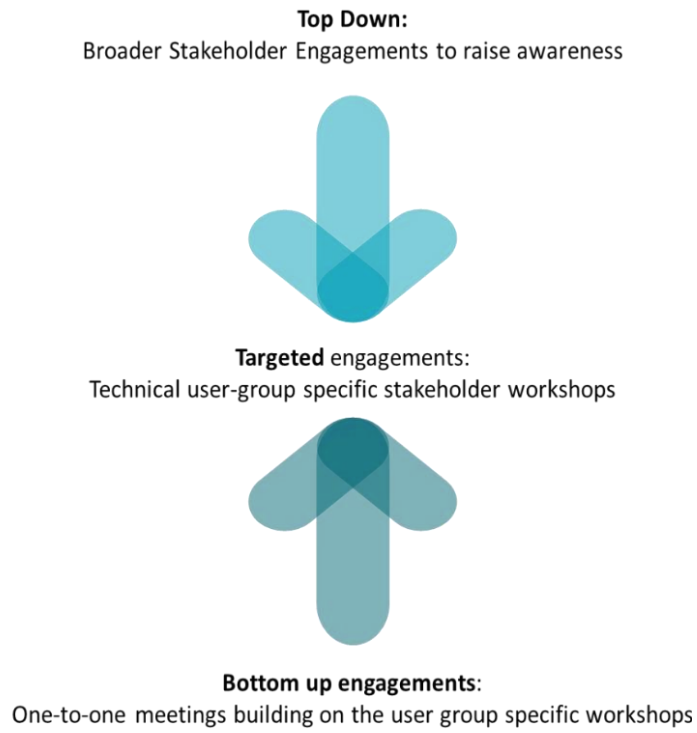 Top Down:
Broader Stakeholder Engagements to raise awareness
Targeted engagements:
Technical user-group specific stakeholder workshops
Bottom up engagements:
One-to-one meetings building on the user group specific workshops